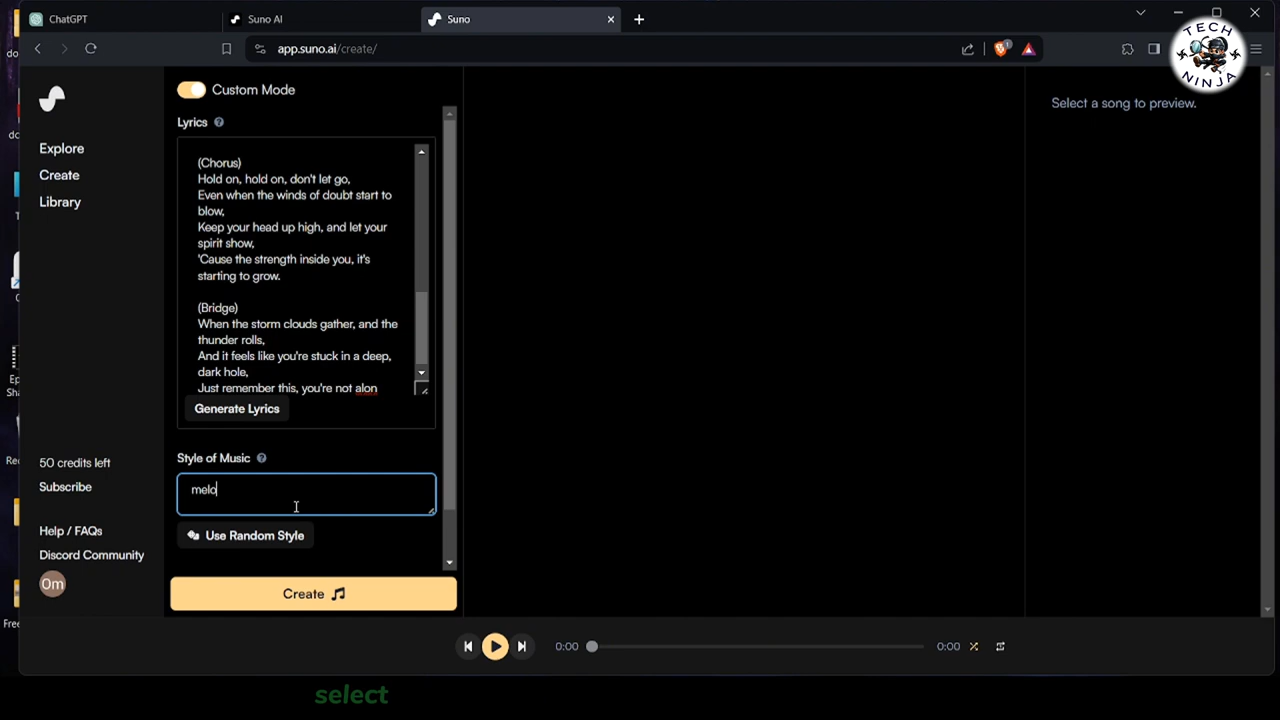 ChatGPT
Suno AI
Suno
app.suno.ai/create/
TECH
NINJA
Custom Mode
Select a song to preview.
Lyrics
Explore
Create
Library
(Chorus)
Hold on, hold on, don't let go,
Even when the winds of doubt start to
blow,
Keep your head up high, and let your
spirit show,
'Cause the strength inside you, it's
starting to grow.
(Bridge)
When the storm clouds gather, and the
thunder rolls,
And it feels like you're stuck in a deep,
dark hole,
Just remember this, you're not alon
Generate Lyrics
Style of Music
melo
Use Random Style
Create
50 credits left
Subscribe
Help / FAQs
Discord Community
Om
0:00
0:00
select